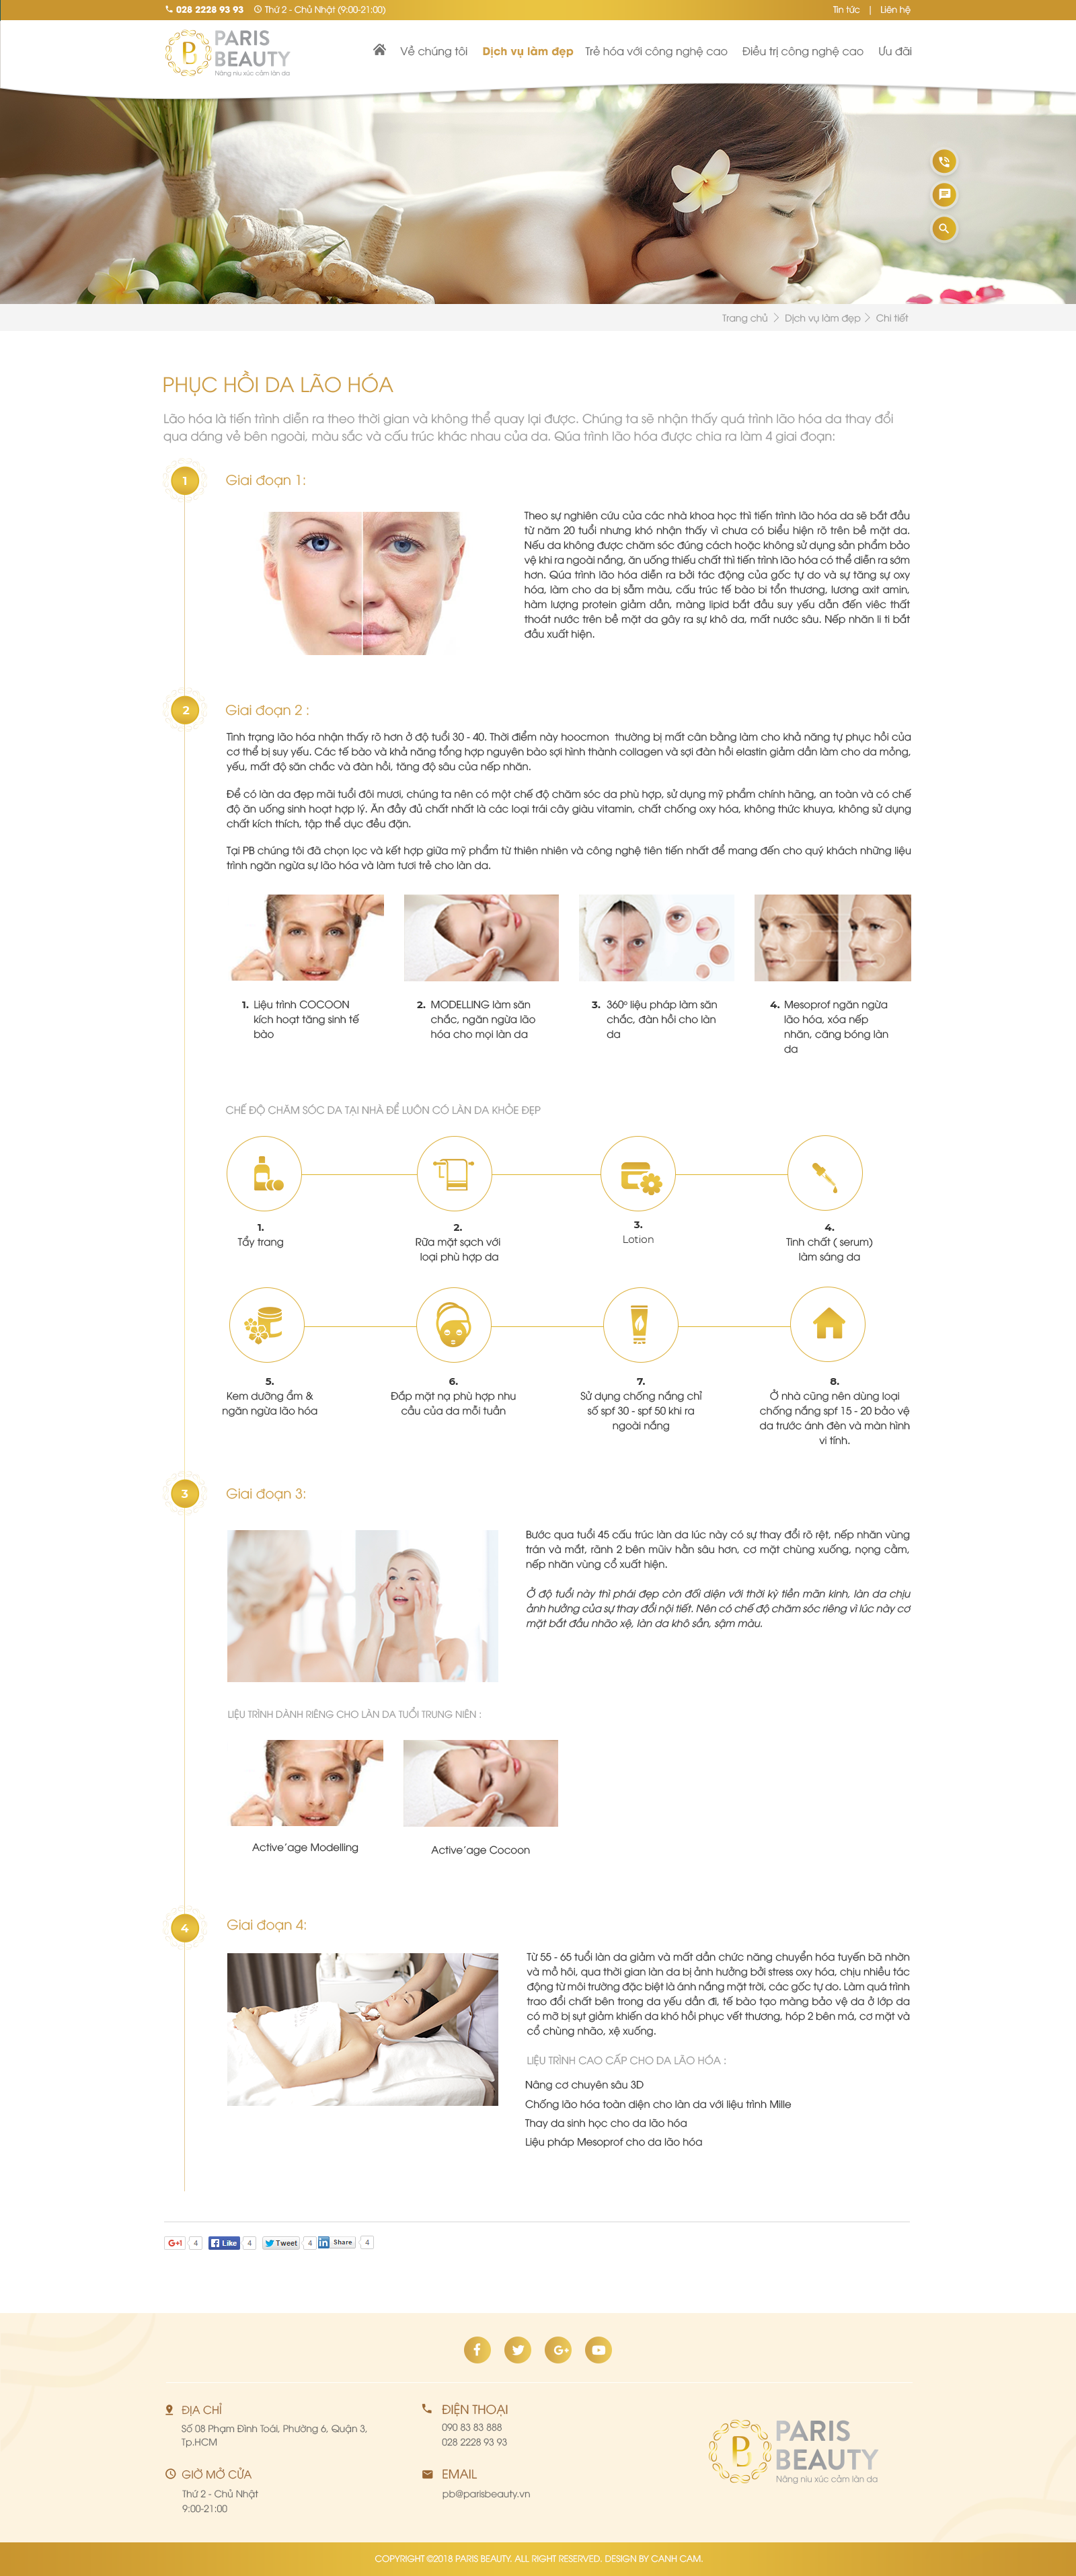 028 2228 93 93 Thứ 2 - Chủ Nhật (9:00-21:00) Tin tức | Liên hệ
PARIS
BEAUTY
Nâng niu xúc cảm làn da
Về chúng tôi Dịch vụ làm đẹp Trẻ hóa với công nghệ cao Điều trị công nghệ cao Ưu đãi
Trang chủ Dịch vụ làm đẹp Chi tiết
PHỤC HỒI DA LÃO HÓA
Lão hóa là tiến trình diễn ra theo thời gian và không thể quay lại được. Chúng ta sẽ nhận thấy quá trình lão hóa da thay đổi
qua dáng vẻ bên ngoài, màu sắc và cấu trúc khác nhau của da. Qúa trình lão hóa được chia ra làm 4 giai đoạn:
1 Giai đoạn 1:
Theo sự nghiên cứu của các nhà khoa học thì tiến trình lão hóa da sẽ bắt đầu
từ năm 20 tuổi nhưng khó nhận thấy vì chưa có biểu hiện rõ trên bề mặt da.
Nếu da không được chăm sóc đúng cách hoặc không sử dụng sản phẩm bảo
vệ khi ra ngoài nắng, ăn uống thiếu chất thì tiến trình lão hóa có thể diễn ra sớm
hơn. Qúa trình lão hóa diễn ra bởi tác động của gốc tự do và sự tăng sự oxy
hóa, làm cho da bị sẫm màu, cấu trúc tế bào bi tổn thương, lương axit amin,
hàm lượng protein giảm dần, màng lipid bắt đầu suy yếu dẫn đến viêc thất
thoát nước trên bề mặt da gây ra sự khô da, mất nước sâu. Nếp nhăn li ti bắt
đầu xuất hiện.
2 Giai đoạn 2 :
Tình trạng lão hóa nhận thấy rõ hơn ở độ tuổi 30 - 40. Thời điểm này hoocmon thường bị mất cân bằng làm cho khả năng tự phục hồi của
cơ thể bị suy yếu. Các tế bào và khả năng tổng hợp nguyên bào sợi hình thành collagen và sợi đàn hồi elastin giảm dần làm cho da mỏng,
yếu, mất độ săn chắc và đàn hồi, tăng độ sâu của nếp nhăn.
Để có làn da đẹp mãi tuổi đôi mươi, chúng ta nên có một chế độ chăm sóc da phù hợp, sử dụng mỹ phẩm chính hãng, an toàn và có chế
độ ăn uống sinh hoạt hợp lý. Ăn đầy đủ chất nhất là các loại trái cây giàu vitamin, chất chống oxy hóa, không thức khuya, không sử dụng
chất kích thích, tập thể dục đều đặn.
Tại PB chúng tôi đã chọn lọc và kết hợp giữa mỹ phẩm từ thiên nhiên và công nghệ tiên tiến nhất để mang đến cho quý khách những liệu
trình ngăn ngừa sự lão hóa và làm tươi trẻ cho làn da.
1. Liệu trình COCOON
kích hoạt tăng sinh tế
bào
2. MODELLING làm săn
chắc, ngăn ngừa lão
hóa cho mọi làn da
3. 360º liệu pháp làm săn
chắc, đàn hồi cho làn
da
4. Mesoprof ngăn ngừa
lão hóa, xóa nếp
nhăn, căng bóng làn
da
CHẾ ĐỘ CHĂM SÓC DA TẠI NHÀ ĐỂ LUÔN CÓ LÀN DA KHỎE ĐẸP
1.
Tẩy trang
2.
Rữa mặt sạch với
loại phù hợp da
3.
Lotion
4.
Tinh chất ( serum)
làm sáng da
5.
Kem dưỡng ẩm &
ngăn ngừa lão hóa
6.
Đắp mặt nạ phù hợp nhu
cầu của da mỗi tuần
7.
Sử dụng chống nắng chỉ
số spf 30 - spf 50 khi ra
ngoài nắng
8.
Ở nhà cũng nên dùng loại
chống nắng spf 15 - 20 bảo vệ
da trước ánh đèn và màn hình
vi tính.
3 Giai đoạn 3:
Bước qua tuổi 45 cấu trúc làn da lúc này có sự thay đổi rõ rệt, nếp nhăn vùng
trán và mắt, rãnh 2 bên mũiv hằn sâu hơn, cơ mặt chùng xuống, nọng cằm,
nếp nhăn vùng cổ xuất hiện.
Ở độ tuổi này thì phái đẹp còn đối diện với thời kỳ tiền mãn kinh, làn da chịu
ảnh hưởng của sự thay đổi nội tiết. Nên có chế độ chăm sóc riêng vì lúc này cơ
mặt bắt đầu nhão xệ, làn da khô sần, sậm màu.
LIỆU TRÌNH DÀNH RIÊNG CHO LÀN DA TUỔI TRUNG NIÊN :
Active'age Modelling
Active'age Cocoon
4 Giai đoạn 4:
Từ 55 - 65 tuổi làn da giảm và mất dần chức năng chuyển hóa tuyến bã nhờn
và mồ hôi, qua thời gian làn da bị ảnh hưởng bởi stress oxy hóa, chịu nhiều tác
động từ môi trường đặc biệt là ánh nắng mặt trời, các gốc tự do. Làm quá trình
trao đổi chất bên trong da yếu dần đi, tế bào tạo màng bảo vệ da ở lớp da
có mỡ bị sụt giảm khiến da khó hồi phục vết thương, hóp 2 bên má, cơ mặt và
cổ chùng nhão, xệ xuống.
LIỆU TRÌNH CAO CẤP CHO DA LÃO HÓA :
Nâng cơ chuyên sâu 3D
Chống lão hóa toàn diện cho làn da với liệu trình Mille
Thay da sinh học cho da lão hóa
Liệu pháp Mesoprof cho da lão hóa
G+1 4 Like 4 Tweet 4 in Share 4
ĐỊA CHỈ
Số 08 Phạm Đình Toái, Phường 6, Quận 3,
Tp.HCM
GIỜ MỞ CỬA
Thứ 2 - Chủ Nhật
9:00-21:00
ĐIỆN THOẠI
090 83 83 888
028 2228 93 93
EMAIL
pb@parisbeauty.vn
PARIS
BEAUTY
Nâng niu xúc cảm làn da
COPYRIGHT ©2018 PARIS BEAUTY. ALL RIGHT RESERVED. DESIGN BY CANH CAM.